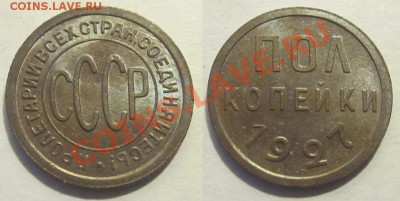 COINS.LAVE.RU
ПРОЛЕТАРИИ ВСЕХ СТРАН, СОЕДИНЯЙТЕСЬ!
СССР
ПОЛ
КОПЕЙКИ
1927